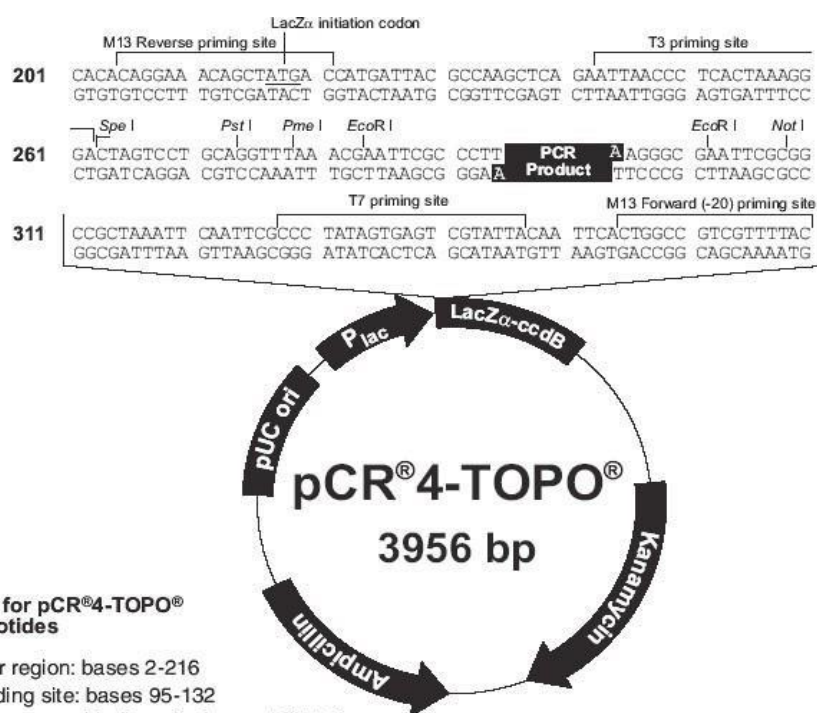 LacZα initiation codon
M13 Reverse priming site T3 priming site
201 CACACAGGAA ACAGCTATGA CCATGATTAC GCCAAGCTCA GAATTAACCC TCACTAAAGG
GTGTGTCCTT TGTCGATACT GGTACTAATG CGGTTCGAGT CTTAATTGGG AGTGATTTCC
Spe I Pst I Pme I EcoR I EcoR I Not I
261 GACTAGTCCT GCAGGTTTAA ACGAATTCGC CCTT PCR Product A AGGGC GAATTCGCGG
CTGATCAGGA CGTCCAAATT TGCTTAAGCG GGAA A TTCCCG CTTAAGCGCC
T7 priming site M13 Forward (-20) priming site
311 CCGCTAAATT CAATTCGCCC TATAGTGAGT CGTATTACAA TTCACTGGCC GTCGTTTTAC
GGCGATTTAA GTTAAGCGGG ATATCACTCA GCATAATGTT AAGTGACCGG CAGCAAAATG
Plac
LacZα-ccdB
pUC ori
pCR®4-TOPO®
3956 bp
Kanamycin
Ampicillin
for pCR®4-TOPO®
otides
r region: bases 2-216
ding site: bases 95-132